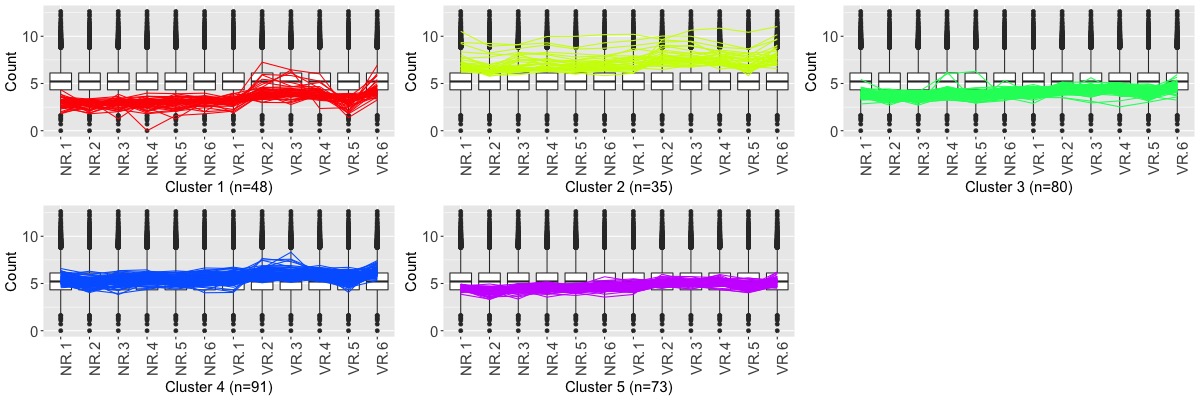 Count
10
5
0
NR.1
NR.2
NR.3
NR.4
NR.5
NR.6
VR.1
VR.2
VR.3
VR.4
VR.5
VR.6
Cluster 1 (n=48)
Count
10
5
0
NR.1
NR.2
NR.3
NR.4
NR.5
NR.6
VR.1
VR.2
VR.3
VR.4
VR.5
VR.6
Cluster 2 (n=35)
Count
10
5
0
NR.1
NR.2
NR.3
NR.4
NR.5
NR.6
VR.1
VR.2
VR.3
VR.4
VR.5
VR.6
Cluster 3 (n=80)
Count
10
5
0
NR.1
NR.2
NR.3
NR.4
NR.5
NR.6
VR.1
VR.2
VR.3
VR.4
VR.5
VR.6
Cluster 4 (n=91)
Count
10
5
0
NR.1
NR.2
NR.3
NR.4
NR.5
NR.6
VR.1
VR.2
VR.3
VR.4
VR.5
VR.6
Cluster 5 (n=73)